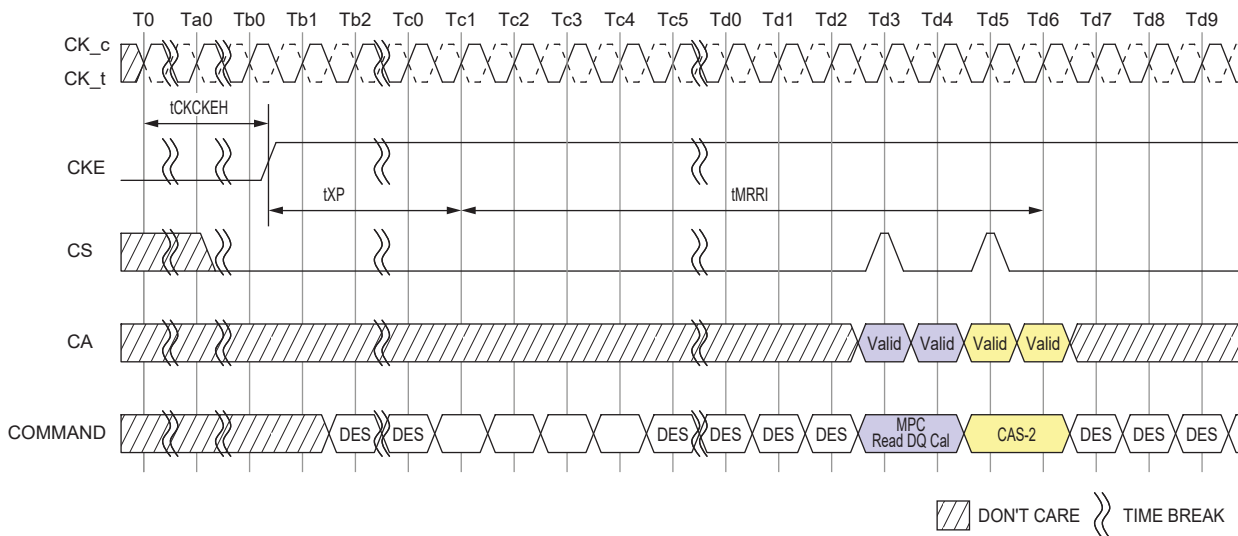 T0 Ta0 Tb0 Tb1 Tb2 Tc0 Tc1 Tc2 Tc3 Tc4 Tc5 Td0 Td1 Td2 Td3 Td4 Td5 Td6 Td7 Td8 Td9
CK_c
CK_t
tCKCKEH
CKE
tXP tMRRI
CS
CA Valid Valid Valid Valid
COMMAND DES DES DES DES DES DES MPC Read DQ Cal CAS-2 DES DES DES
DON'T CARE TIME BREAK